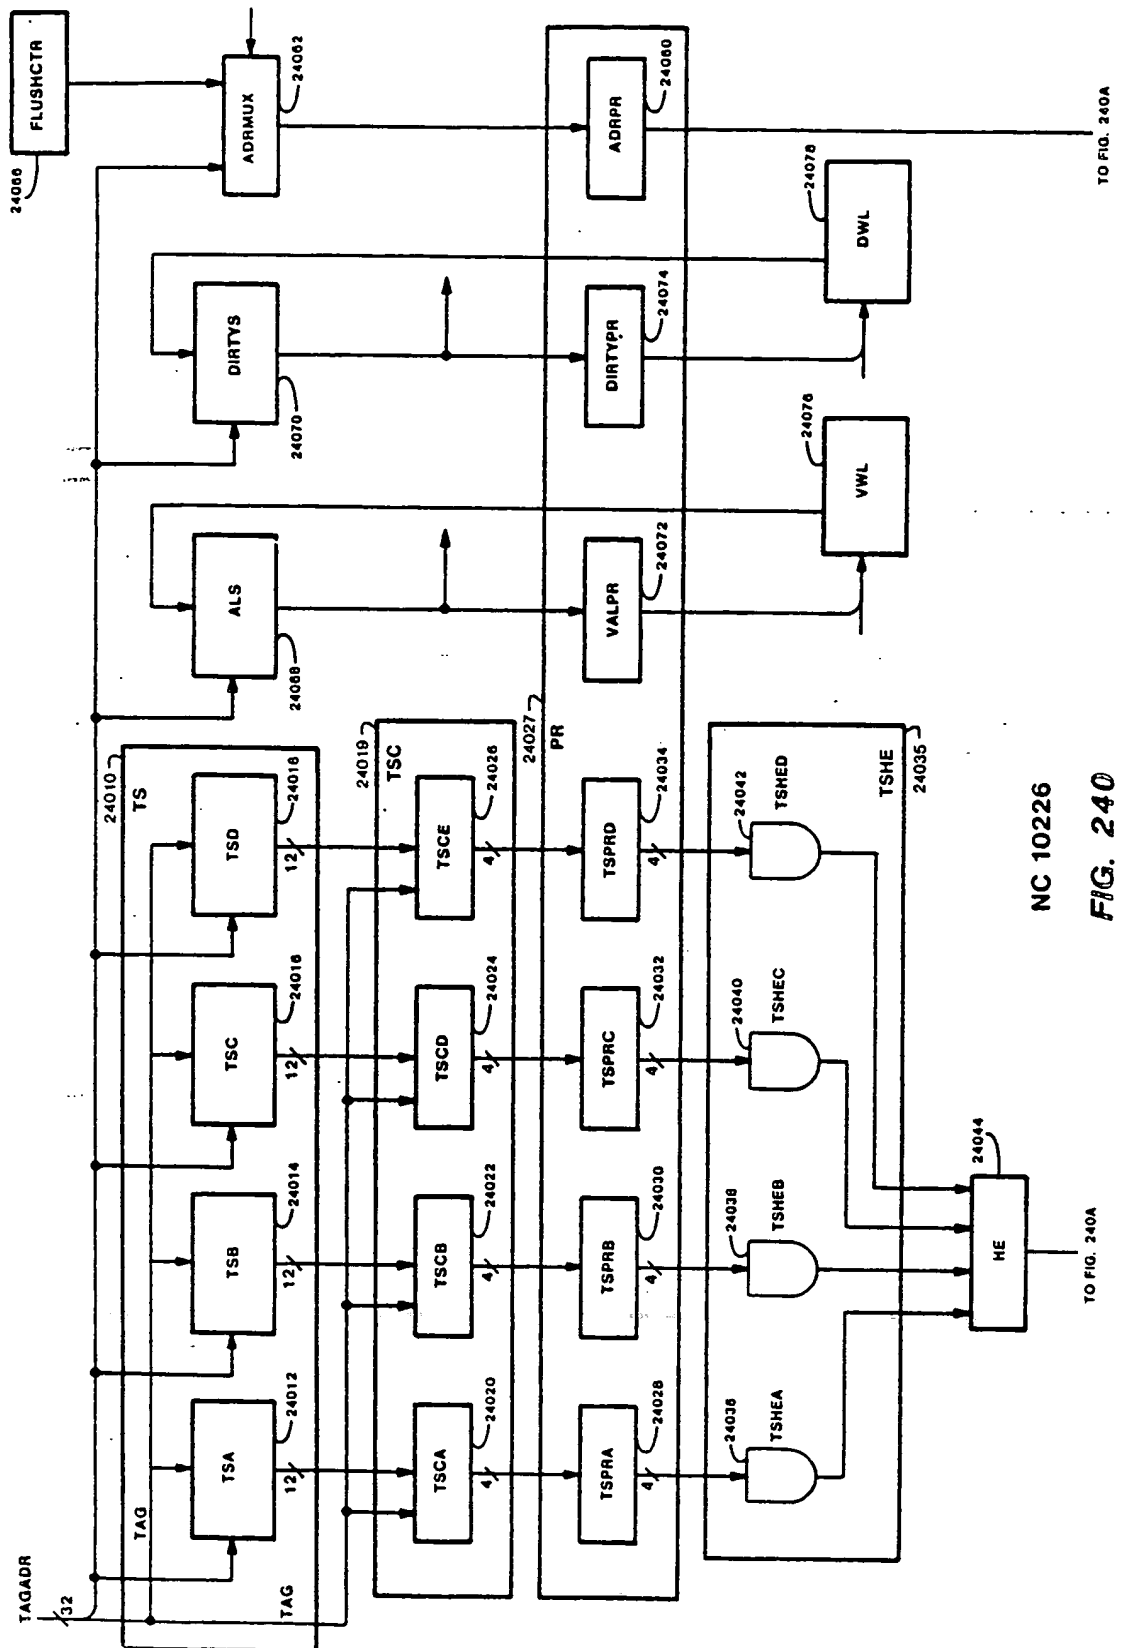 TAGADR
32
24066
FLUSHCTR
24010
TS
TAG
TSA
TSB
TSC
TSD
ALS
DIRTYS
ADRMUX
24012
24014
24016
24018
24068
24070
24062
12
12
12
12
TAG
24019
TSC
TSCA
TSCB
TSCD
TSCE
24020
24022
24024
24026
4
4
4
4
24027
PR
TSPRA
TSPRB
TSPRC
TSPRD
VALPR
DIRTYPR
ADRPR
24028
24030
24032
24034
24072
24074
24060
4
4
4
4
24036
24038
24040
24042
TSHEA
TSHEB
TSHEC
TSHED
24076
24078
VWL
DWL
TSHE
24035
24044
HE
TO FIG. 240A
TO FIG. 240A
NC 10226
FIG. 240